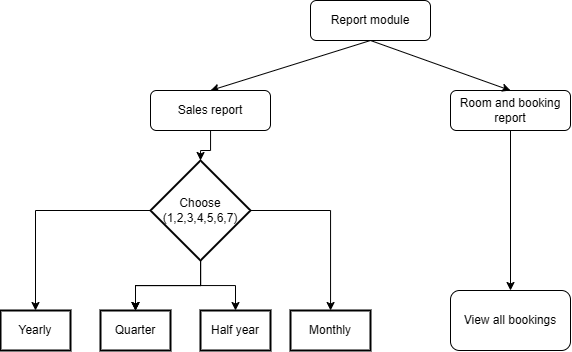 Report module
Sales report
Room and booking
report
Choose
(1,2,3,4,5,6,7)
Yearly
Quarter
Half year
Monthly
View all bookings